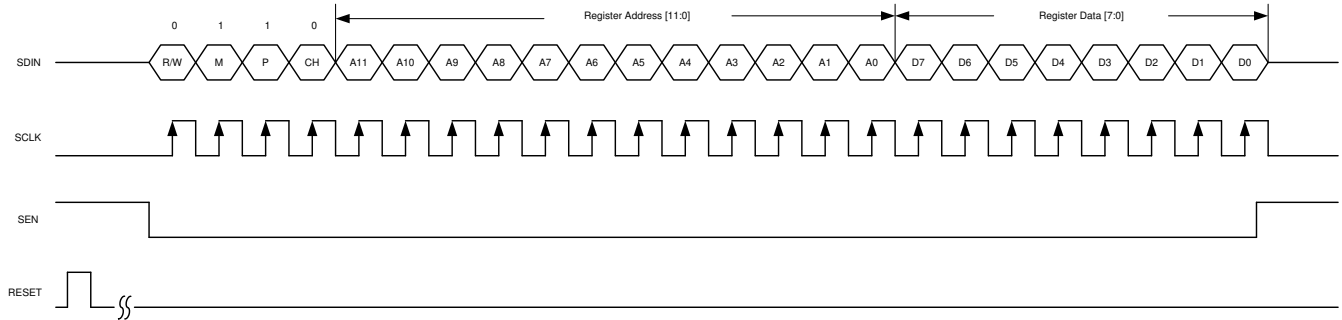 0 1 1 0 Register Address [11:0] Register Data [7:0]
SDIN R/W M P CH A11 A10 A9 A8 A7 A6 A5 A4 A3 A2 A1 A0 D7 D6 D5 D4 D3 D2 D1 D0
SCLK
SEN
RESET